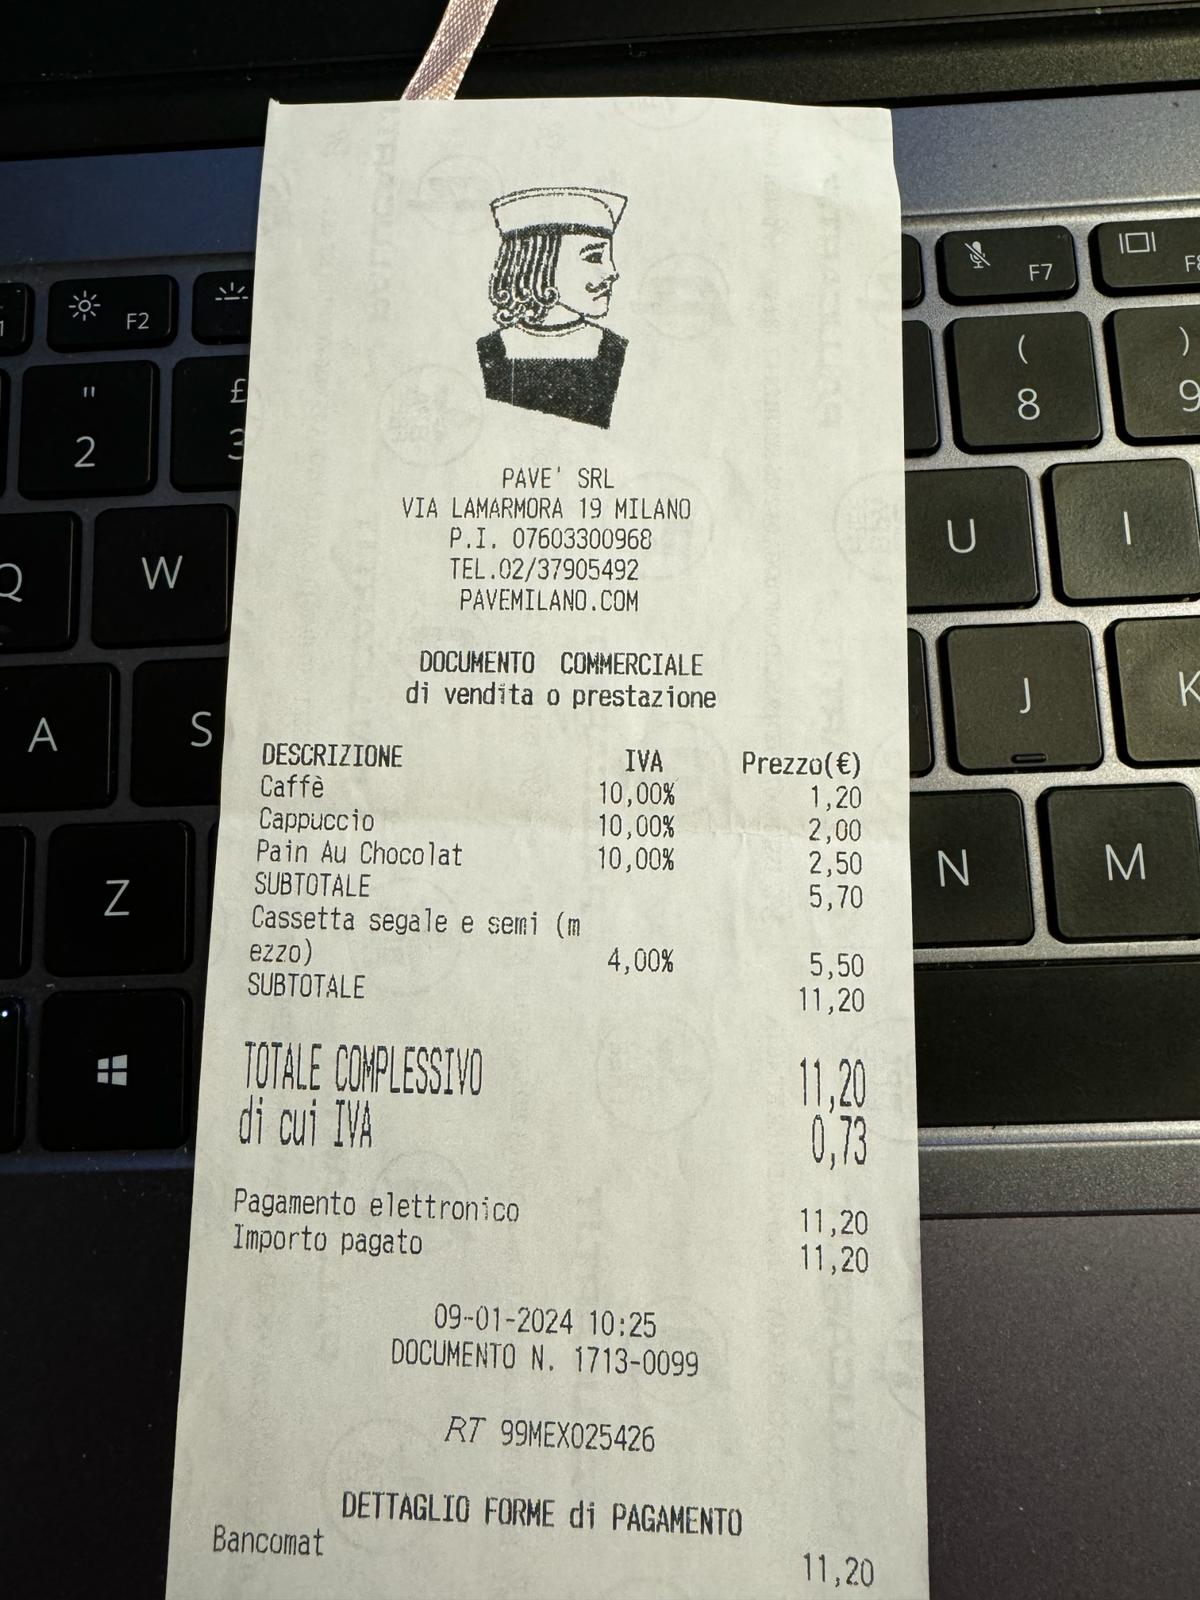 PAVE' SRL
VIA LAMARMORA 19 MILANO
P.I. 07603300968
TEL.02/37905492
PAVEMILANO.COM
DOCUMENTO COMMERCIALE
di vendita o prestazione
DESCRIZIONE IVA Prezzo(€)
Caffè 10,00% 1,20
Cappuccio 10,00% 2,00
Pain Au Chocolat 10,00% 2,50
SUBTOTALE 5,70
Cassetta segale e semi (m
ezzo) 4,00% 5,50
SUBTOTALE 11,20
TOTALE COMPLESSIVO 11,20
di cui IVA 0,73
Pagamento elettronico 11,20
Importo pagato 11,20
09-01-2024 10:25
DOCUMENTO N. 1713-0099
RT 99MEX025426
DETTAGLIO FORME di PAGAMENTO
Bancomat 11,20
F2
F7
F8
" 2
£ 3
( 8
) 9
Q W
U I
A S
J K
Z
N M